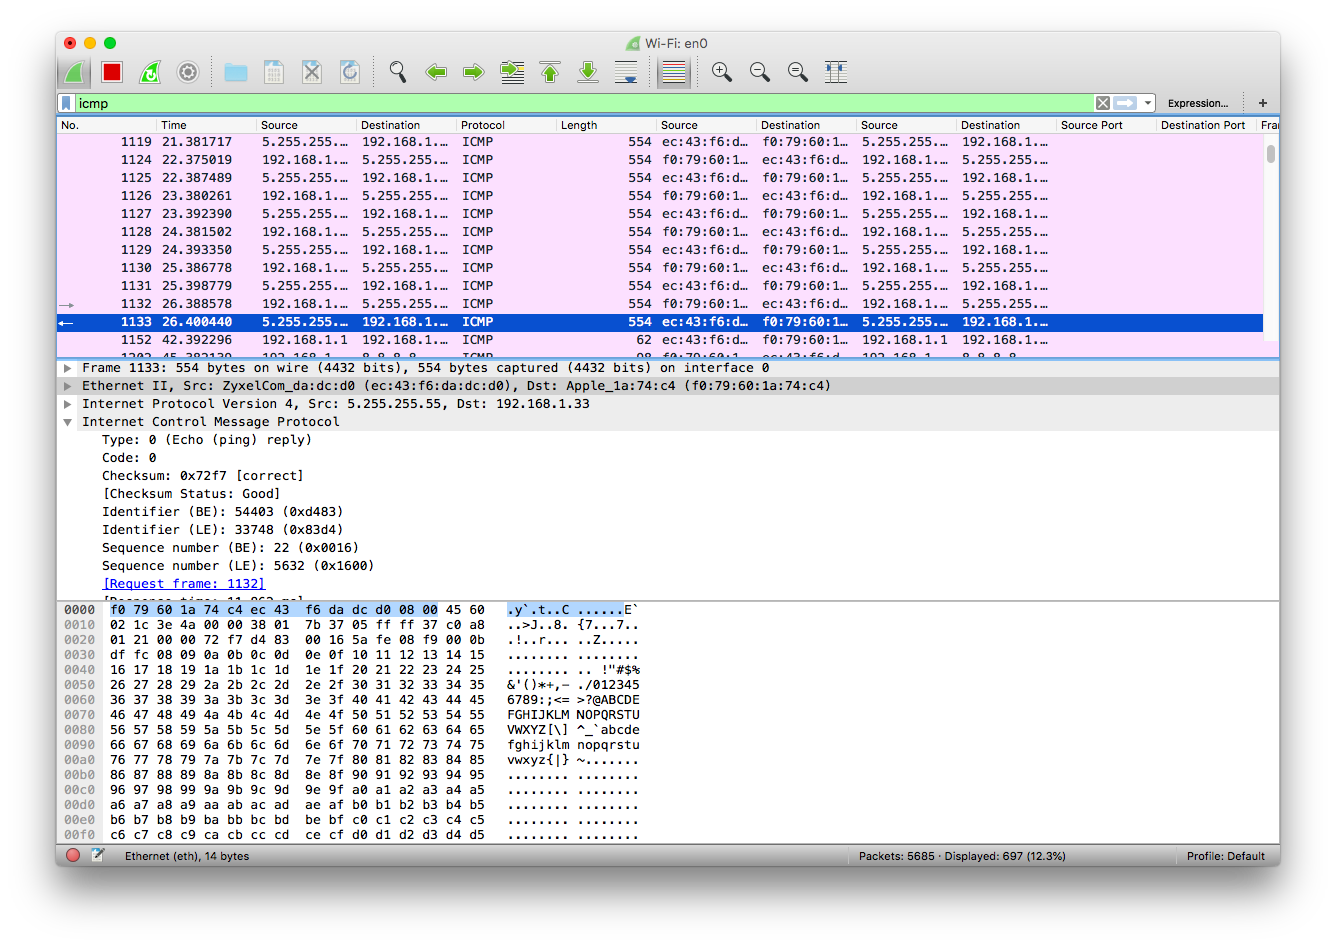 Wi-Fi: en0
icmp Expression... +
No. Time Source Destination Protocol Length Source Destination Source Destination Source Port Destination Port Fra
1119 21.381717 5.255.255.… 192.168.1.… ICMP 554 ec:43:f6:d… f0:79:60:1… 5.255.255.… 192.168.1.…
1124 22.375019 192.168.1.… 5.255.255.… ICMP 554 f0:79:60:1… ec:43:f6:d… 192.168.1.… 5.255.255.…
1125 22.387489 5.255.255.… 192.168.1.… ICMP 554 ec:43:f6:d… f0:79:60:1… 5.255.255.… 192.168.1.…
1126 23.380261 192.168.1.… 5.255.255.… ICMP 554 f0:79:60:1… ec:43:f6:d… 192.168.1.… 5.255.255.…
1127 23.392390 5.255.255.… 192.168.1.… ICMP 554 ec:43:f6:d… f0:79:60:1… 5.255.255.… 192.168.1.…
1128 24.381502 192.168.1.… 5.255.255.… ICMP 554 f0:79:60:1… ec:43:f6:d… 192.168.1.… 5.255.255.…
1129 24.393350 5.255.255.… 192.168.1.… ICMP 554 ec:43:f6:d… f0:79:60:1… 5.255.255.… 192.168.1.…
1130 25.386778 192.168.1.… 5.255.255.… ICMP 554 f0:79:60:1… ec:43:f6:d… 192.168.1.… 5.255.255.…
1131 25.398779 5.255.255.… 192.168.1.… ICMP 554 ec:43:f6:d… f0:79:60:1… 5.255.255.… 192.168.1.…
1132 26.388578 192.168.1.… 5.255.255.… ICMP 554 f0:79:60:1… ec:43:f6:d… 192.168.1.… 5.255.255.…
1133 26.400440 5.255.255.… 192.168.1.… ICMP 554 ec:43:f6:d… f0:79:60:1… 5.255.255.… 192.168.1.…
1152 42.392296 192.168.1.1 192.168.1.… ICMP 62 ec:43:f6:d… f0:79:60:1… 192.168.1.1 192.168.1.…
Frame 1133: 554 bytes on wire (4432 bits), 554 bytes captured (4432 bits) on interface 0
Ethernet II, Src: ZyxelCom_da:dc:d0 (ec:43:f6:da:dc:d0), Dst: Apple_1a:74:c4 (f0:79:60:1a:74:c4)
Internet Protocol Version 4, Src: 5.255.255.55, Dst: 192.168.1.33
Internet Control Message Protocol
Type: 0 (Echo (ping) reply)
Code: 0
Checksum: 0x72f7 [correct]
[Checksum Status: Good]
Identifier (BE): 54403 (0xd483)
Identifier (LE): 33748 (0x83d4)
Sequence number (BE): 22 (0x0016)
Sequence number (LE): 5632 (0x1600)
[Request frame: 1132]
0000 f0 79 60 1a 74 c4 ec 43 f6 da dc d0 08 00 45 60 .y`.t..C ......E`
0010 02 1c 3e 4a 00 00 38 01 7b 37 05 ff ff 37 c0 a8 ..>J..8. {7...7..
0020 01 21 00 00 72 f7 d4 83 00 16 5a fe 08 f9 00 0b .!..r... ..Z.....
0030 df fc 08 09 0a 0b 0c 0d 0e 0f 10 11 12 13 14 15 ........ ........
0040 16 17 18 19 1a 1b 1c 1d 1e 1f 20 21 22 23 24 25 ........ .. !"#$%
0050 26 27 28 29 2a 2b 2c 2d 2e 2f 30 31 32 33 34 35 &'()*+,- ./012345
0060 36 37 38 39 3a 3b 3c 3d 3e 3f 40 41 42 43 44 45 6789:;<= >?@ABCDE
0070 46 47 48 49 4a 4b 4c 4d 4e 4f 50 51 52 53 54 55 FGHIJKLM NOPQRSTU
0080 56 57 58 59 5a 5b 5c 5d 5e 5f 60 61 62 63 64 65 VWXYZ[\] ^_`abcde
0090 66 67 68 69 6a 6b 6c 6d 6e 6f 70 71 72 73 74 75 fghijklm nopqrstu
00a0 76 77 78 79 7a 7b 7c 7d 7e 7f 80 81 82 83 84 85 vwxyz{|} ~.......
00b0 86 87 88 89 8a 8b 8c 8d 8e 8f 90 91 92 93 94 95 ........ ........
00c0 96 97 98 99 9a 9b 9c 9d 9e 9f a0 a1 a2 a3 a4 a5 ........ ........
00d0 a6 a7 a8 a9 aa ab ac ad ae af b0 b1 b2 b3 b4 b5 ........ ........
00e0 b6 b7 b8 b9 ba bb bc bd be bf c0 c1 c2 c3 c4 c5 ........ ........
00f0 c6 c7 c8 c9 ca cb cc cd ce cf d0 d1 d2 d3 d4 d5 ........ ........
Ethernet (eth), 14 bytes Packets: 5685 · Displayed: 697 (12.3%) Profile: Default